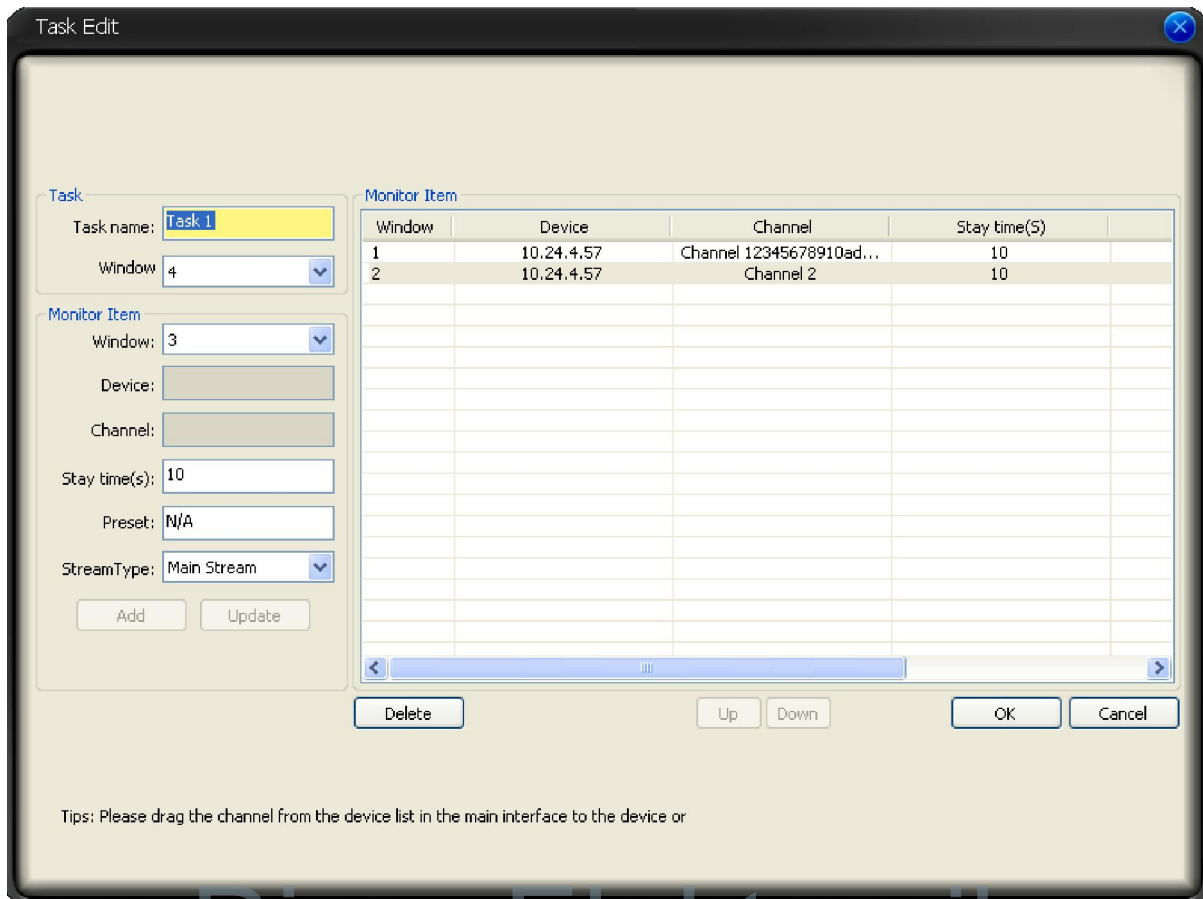 Task Edit
Task
Task name: Task 1
Window 4
Monitor Item
Window: 3
Device:
Channel:
Stay time(s): 10
Preset: N/A
StreamType: Main Stream
Add Update
Monitor Item
Window Device Channel Stay time(S)
1 10.24.4.57 Channel 12345678910ad... 10
2 10.24.4.57 Channel 2 10
Delete Up Down OK Cancel
Tips: Please drag the channel from the device list in the main interface to the device or